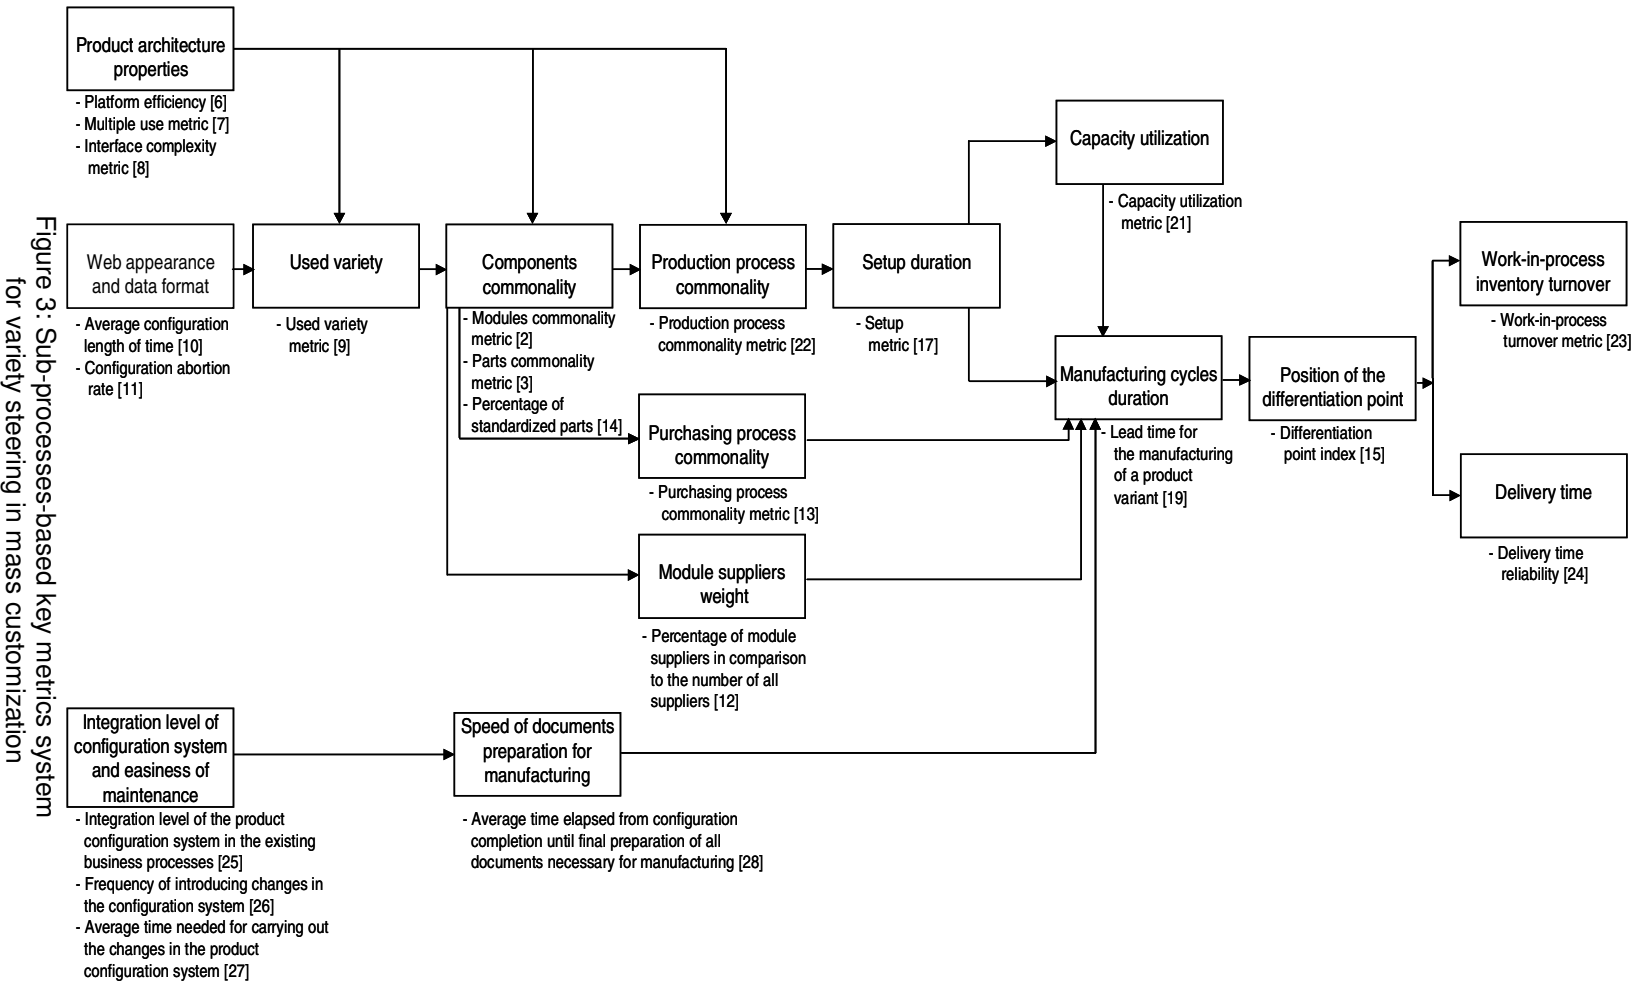 Product architecture
properties
- Platform efficiency [6]
- Multiple use metric [7]
- Interface complexity
metric [8]
Web appearance
and data format
- Average configuration
length of time [10]
- Configuration abortion
rate [11]
Used variety
- Used variety
metric [9]
Components
commonality
- Modules commonality
metric [2]
- Parts commonality
metric [3]
- Percentage of
standardized parts [14]
Production process
commonality
- Production process
commonality metric [22]
Setup duration
- Setup
metric [17]
Capacity utilization
- Capacity utilization
metric [21]
Purchasing process
commonality
- Purchasing process
commonality metric [13]
Module suppliers
weight
- Percentage of module
suppliers in comparison
to the number of all
suppliers [12]
Manufacturing cycles
duration
- Lead time for
the manufacturing
of a product
variant [19]
Position of the
differentiation point
- Differentiation
point index [15]
Work-in-process
inventory turnover
- Work-in-process
turnover metric [23]
Delivery time
- Delivery time
reliability [24]
Integration level of
configuration system
and easiness of
maintenance
- Integration level of the product
configuration system in the existing
business processes [25]
- Frequency of introducing changes in
the configuration system [26]
- Average time needed for carrying out
the changes in the product
configuration system [27]
Speed of documents
preparation for
manufacturing
- Average time elapsed from configuration
completion until final preparation of all
documents necessary for manufacturing [28]
Figure 3: Sub-processes-based key metrics system
for variety steering in mass customization